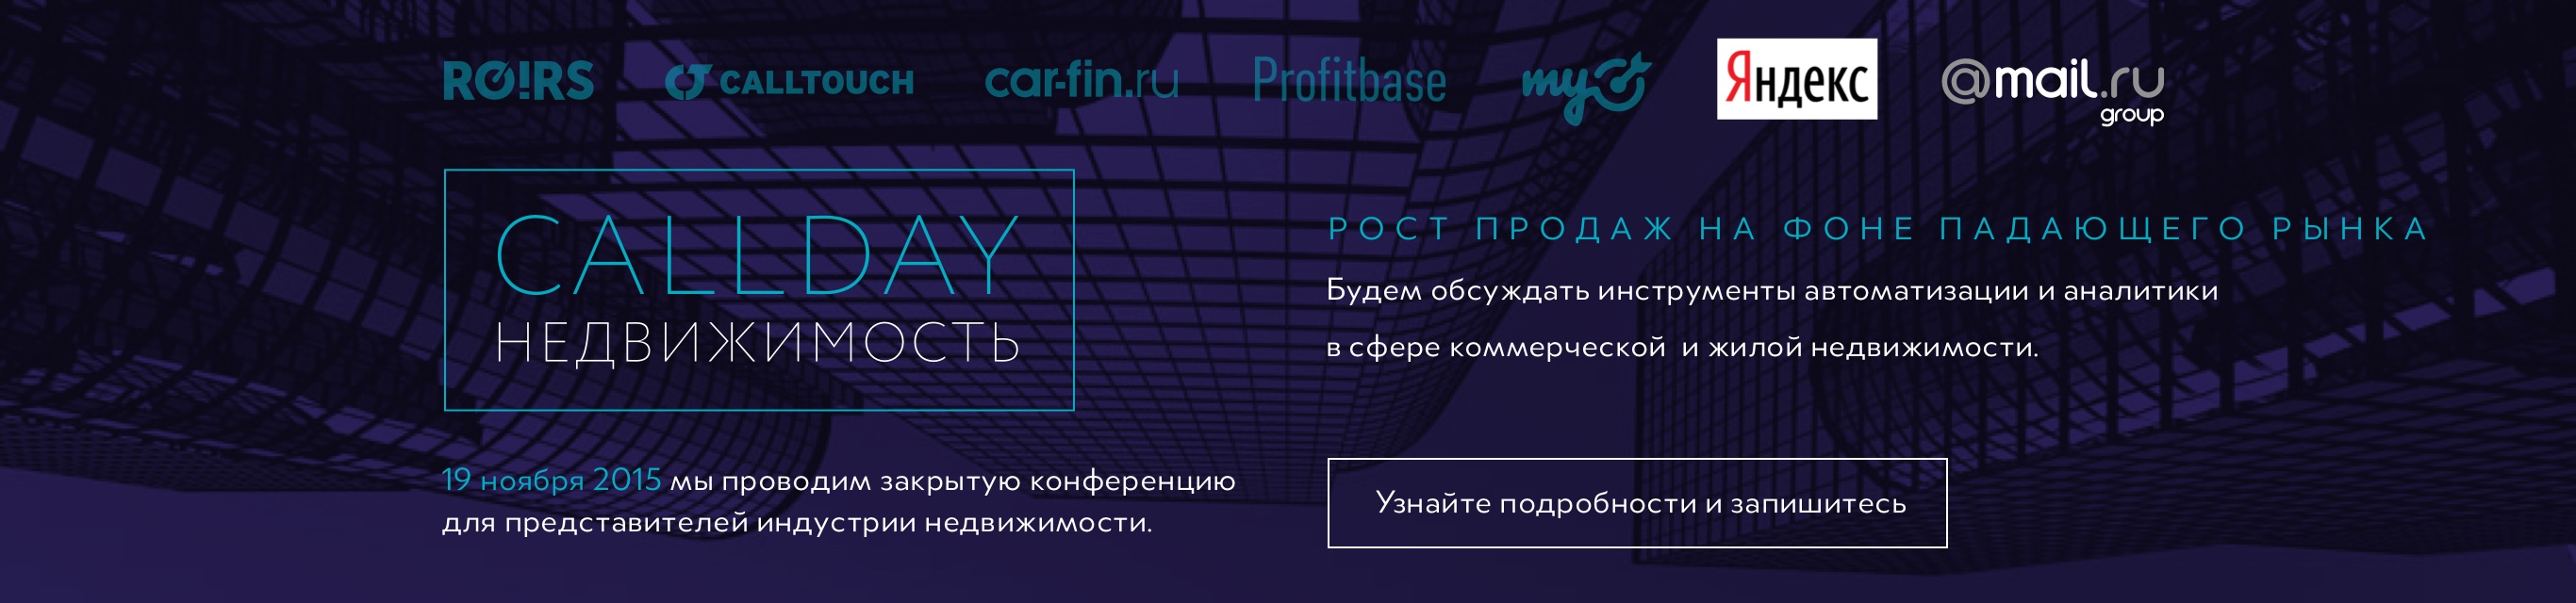 RO!RS CALLTOUCH car-fin.ru Profitbase my Яндекс @mail.ru
group
CALLDAY
НЕДВИЖИМОСТЬ
РОСТ ПРОДАЖ НА ФОНЕ ПАДАЮЩЕГО РЫНКА
Будем обсуждать инструменты автоматизации и аналитики
в сфере коммерческой и жилой недвижимости.
19 ноября 2015 мы проводим закрытую конференцию
для представителей индустрии недвижимости.
Узнайте подробности и запишитесь